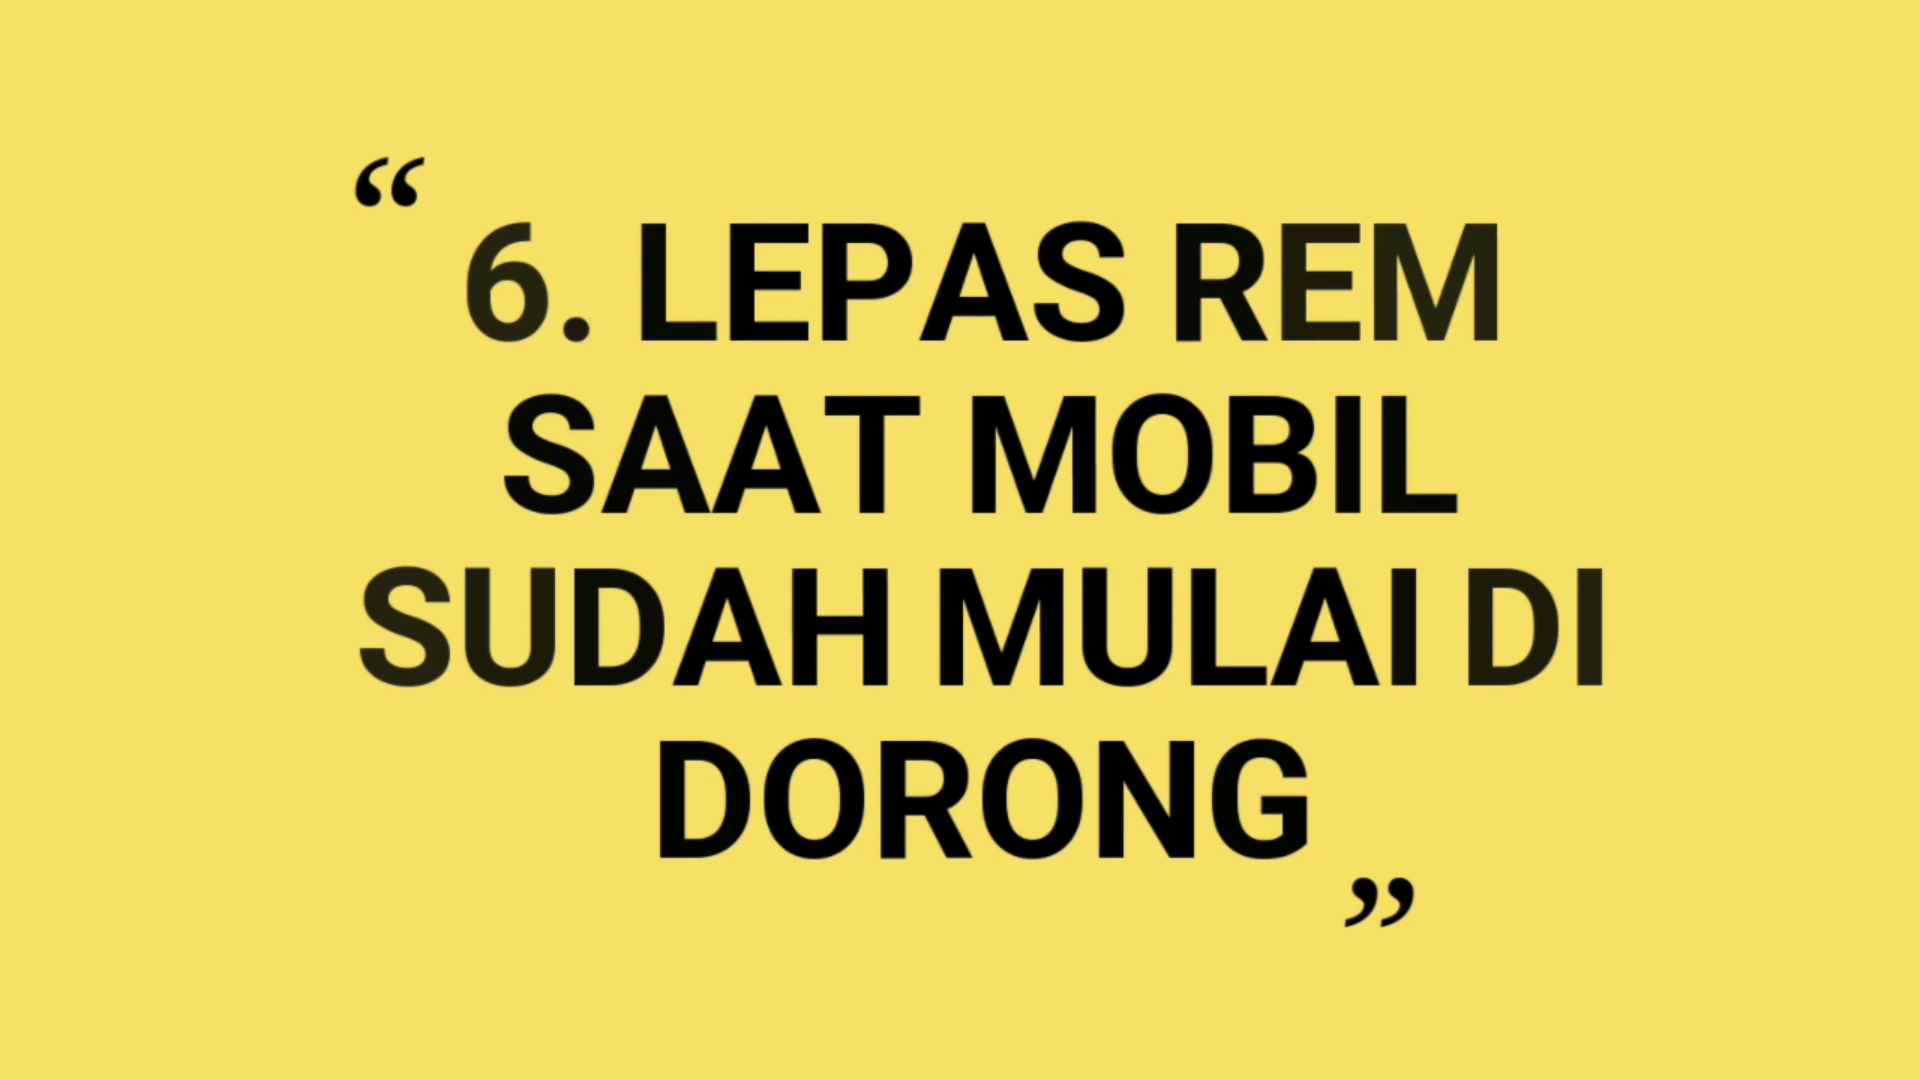 “6. LEPAS REM
SAAT MOBIL
SUDAH MULAI DI
DORONG”